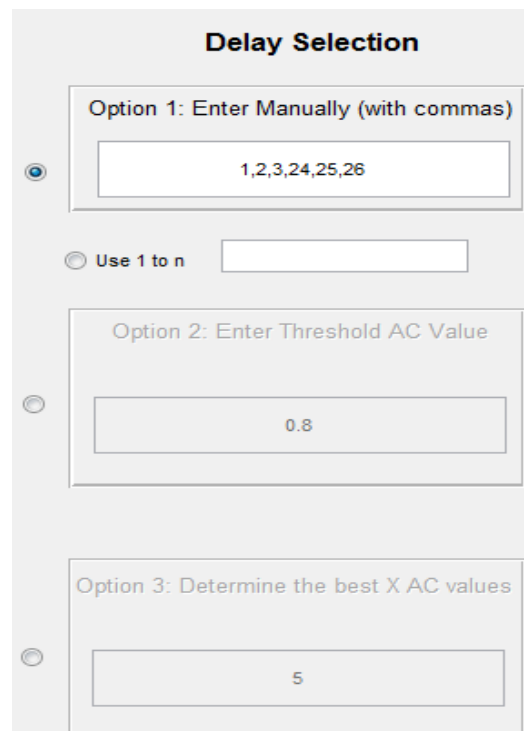 Delay Selection
Option 1: Enter Manually (with commas)
1,2,3,24,25,26
Use 1 to n
Option 2: Enter Threshold AC Value
0.8
Option 3: Determine the best X AC values
5